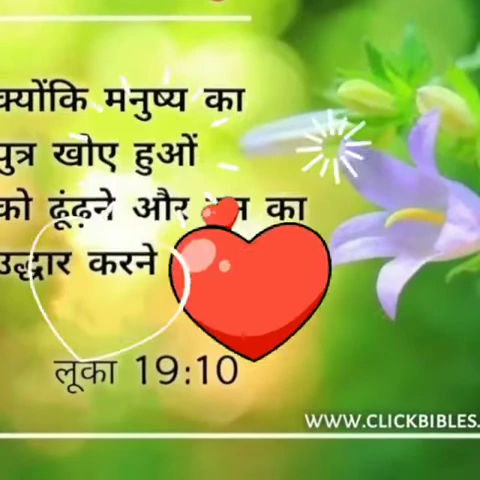 क्योंकि मनुष्य का
पुत्र खोए हुओं
को ढूंढ़ने और का
उद्धार करने
लूका 19:10
WWW.CLICKBIBLES.